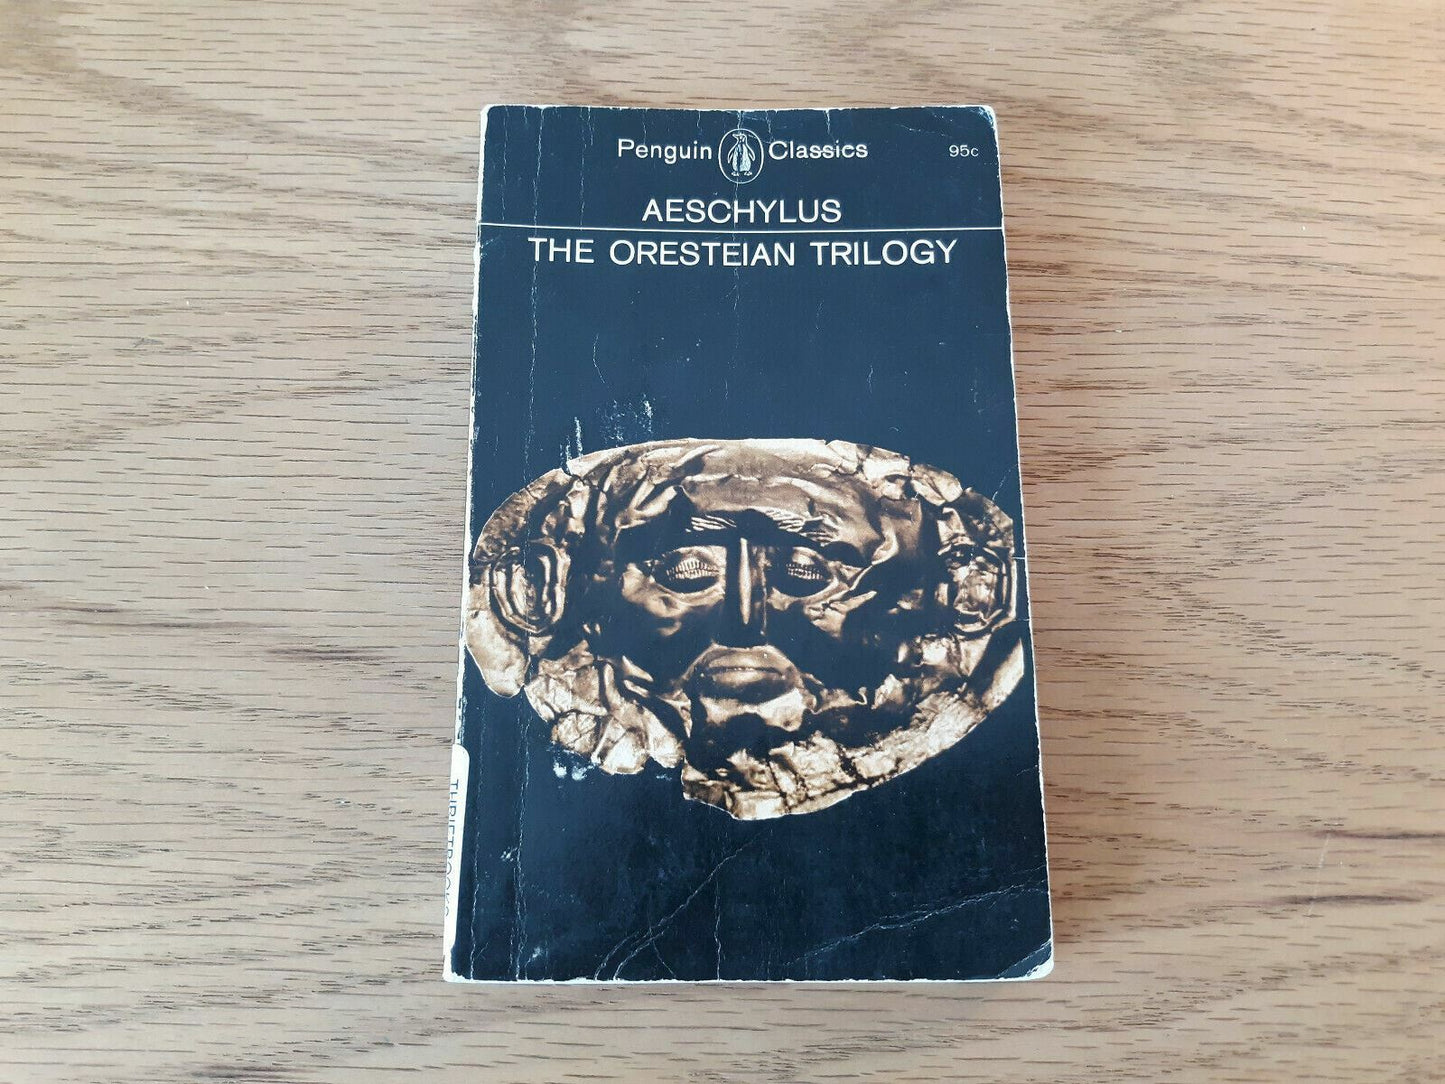 Penguin Classics 95c
AESCHYLUS
THE ORESTEIAN TRILOGY